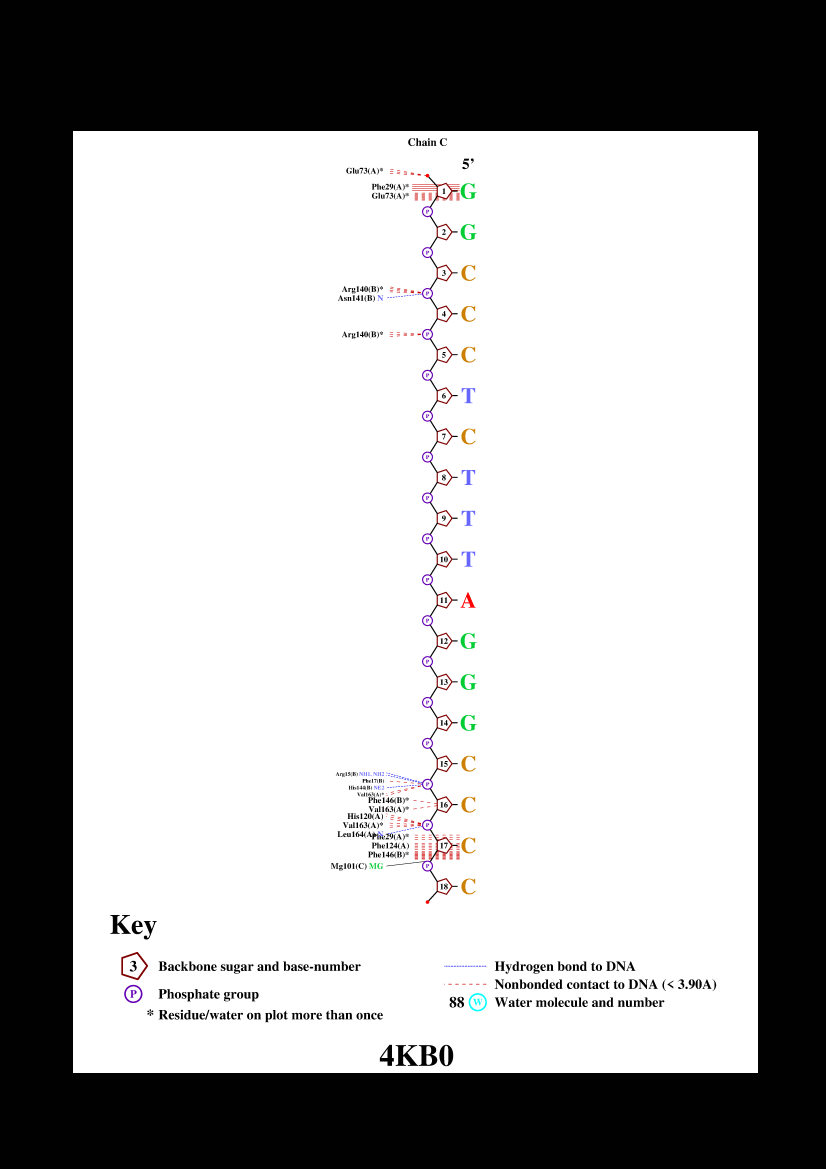 Chain C
5'
Glu73(A)*
Phe29(A)*
1 G
Glu73(A)*
P
2 G
P
3 C
Arg140(B)*
P
Asn141(B) N
4 C
Arg140(B)*
P
5 C
P
6 T
P
7 C
P
8 T
P
9 T
P
10 T
P
11 A
P
12 G
P
13 G
P
14 G
P
15 C
Arg15(B) NH1, NH2
Phe17(B)
P
His144(B) NE2
Val163(A)*
Phe146(B)*
16 C
Val163(A)*
His120(A)
Val163(A)*
P
Leu164(A) N
Phe29(A)*
Phe124(A)
17 C
Phe146(B)*
Mg101(C) MG
P
18 C
Key
3 Backbone sugar and base-number
P Phosphate group
* Residue/water on plot more than once
Hydrogen bond to DNA
Nonbonded contact to DNA (< 3.90A)
88 W Water molecule and number
4KB0